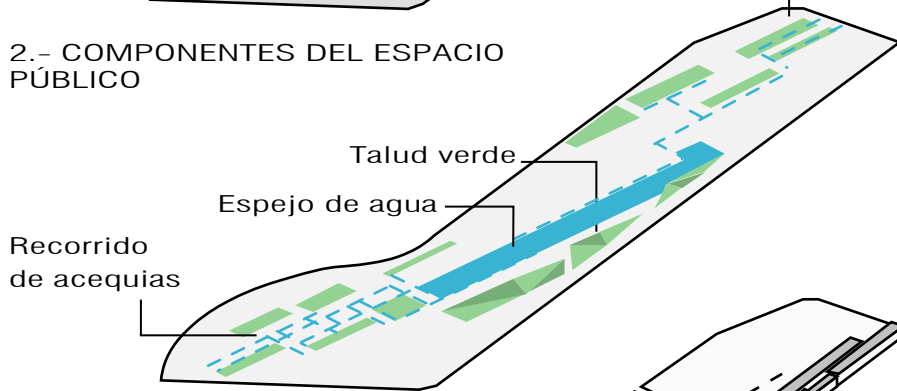 2.- COMPONENTES DEL ESPACIO
PÚBLICO
Talud verde
Espejo de agua
Recorrido
de acequias